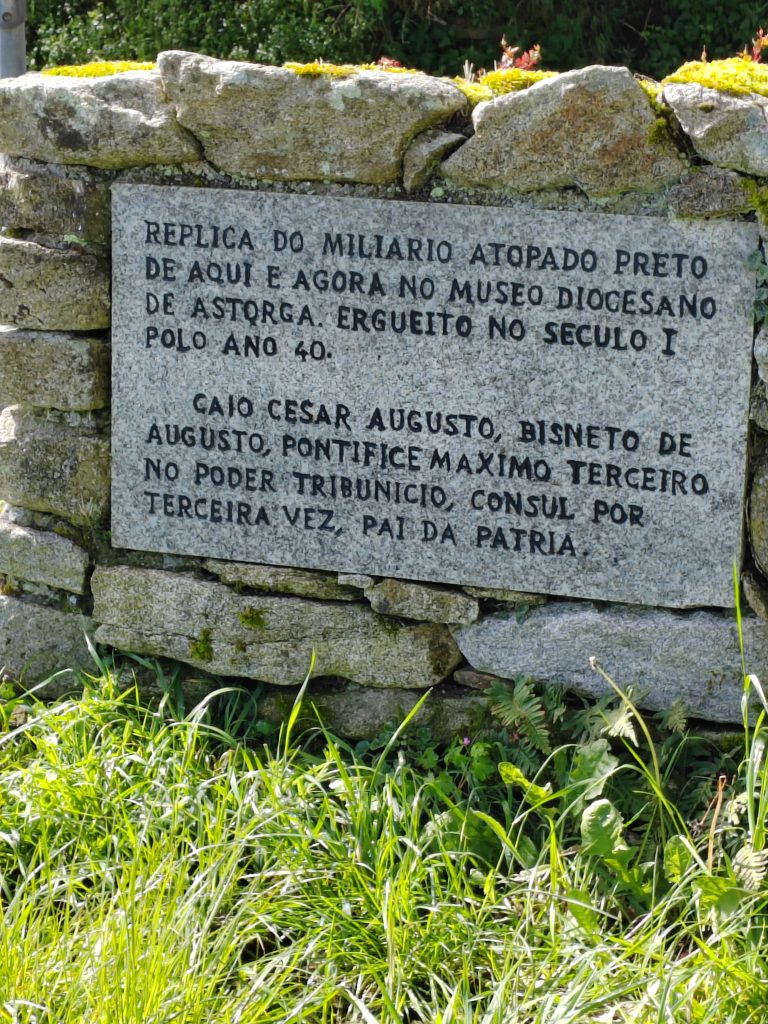 REPLICA DO MILIARIO ATOPADO PRETO
DE AQUI E AGORA NO MUSEO DIOCESANO
DE ASTORGA. ERGUEITO NO SECULO I
POLO ANO 40.
CAIO CESAR AUGUSTO, BISNETO DE
AUGUSTO, PONTIFICE MAXIMO TERCEIRO
NO PODER TRIBUNICIO, CONSUL POR
TERCEIRA VEZ, PAI DA PATRIA.